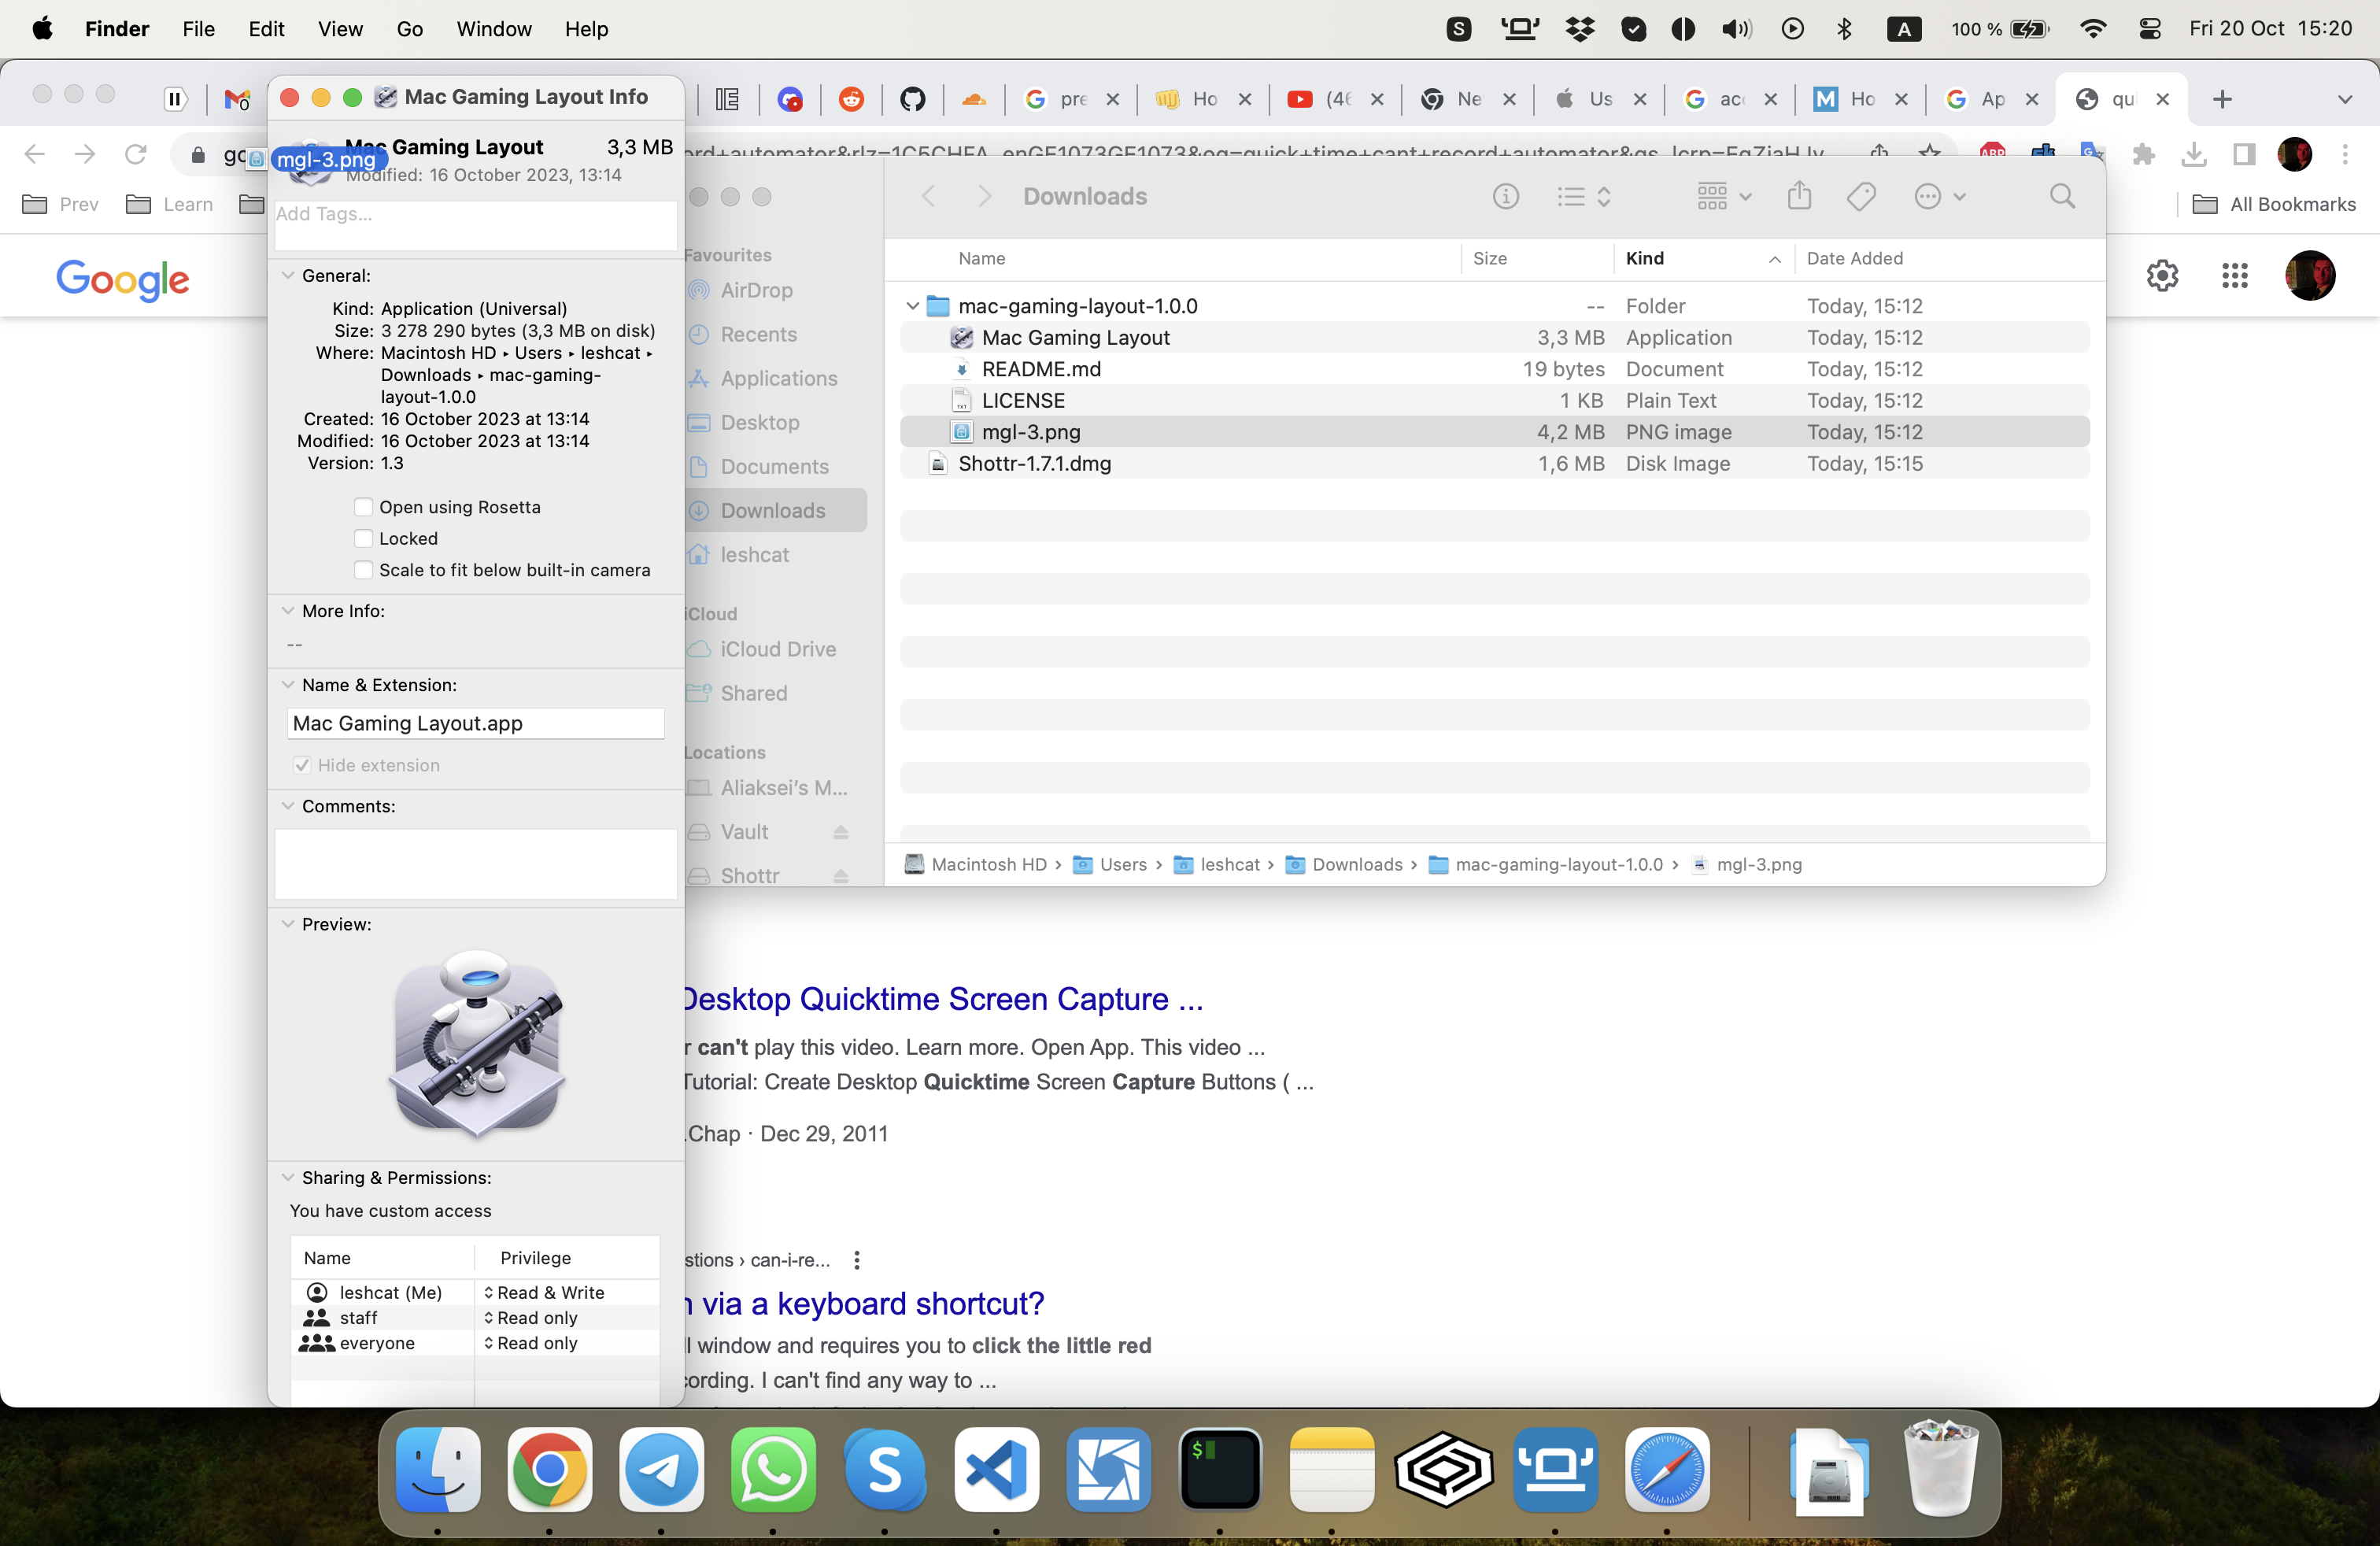 Finder File Edit View Go Window Help
S A 100 % Fri 20 Oct 15:20
0 IE pre Ho (46 Ne Us acc M Ho Ap qu
Mac Gaming Layout Info
mgl-3.png
Mac Gaming Layout 3,3 MB
Modified: 16 October 2023, 13:14
Add Tags...
General:
Kind: Application (Universal)
Size: 3 278 290 bytes (3,3 MB on disk)
Where: Macintosh HD ▸ Users ▸ leshcat ▸
Downloads ▸ mac-gaming-
layout-1.0.0
Created: 16 October 2023 at 13:14
Modified: 16 October 2023 at 13:14
Version: 1.3
Open using Rosetta
Locked
Scale to fit below built-in camera
More Info:
--
Name & Extension:
Mac Gaming Layout.app
Hide extension
Comments:
Preview:
Sharing & Permissions:
You have custom access
Name Privilege
leshcat (Me) Read & Write
staff Read only
everyone Read only
go
ABP
Prev Learn
All Bookmarks
Google
Downloads
Favourites
AirDrop
Recents
Applications
Desktop
Documents
Downloads
leshcat
iCloud
iCloud Drive
Shared
Locations
Aliaksei’s M...
Vault
Shottr
Name Size Kind Date Added
mac-gaming-layout-1.0.0 -- Folder Today, 15:12
Mac Gaming Layout 3,3 MB Application Today, 15:12
README.md 19 bytes Document Today, 15:12
LICENSE 1 KB Plain Text Today, 15:12
mgl-3.png 4,2 MB PNG image Today, 15:12
Shottr-1.7.1.dmg 1,6 MB Disk Image Today, 15:15
Macintosh HD › Users › leshcat › Downloads › mac-gaming-layout-1.0.0 › mgl-3.png
Desktop Quicktime Screen Capture ...
r can't play this video. Learn more. Open App. This video ...
Tutorial: Create Desktop Quicktime Screen Capture Buttons ( ...
.Chap · Dec 29, 2011
stions › can-i-re...
n via a keyboard shortcut?
ll window and requires you to click the little red
cording. I can't find any way to ...
$
S